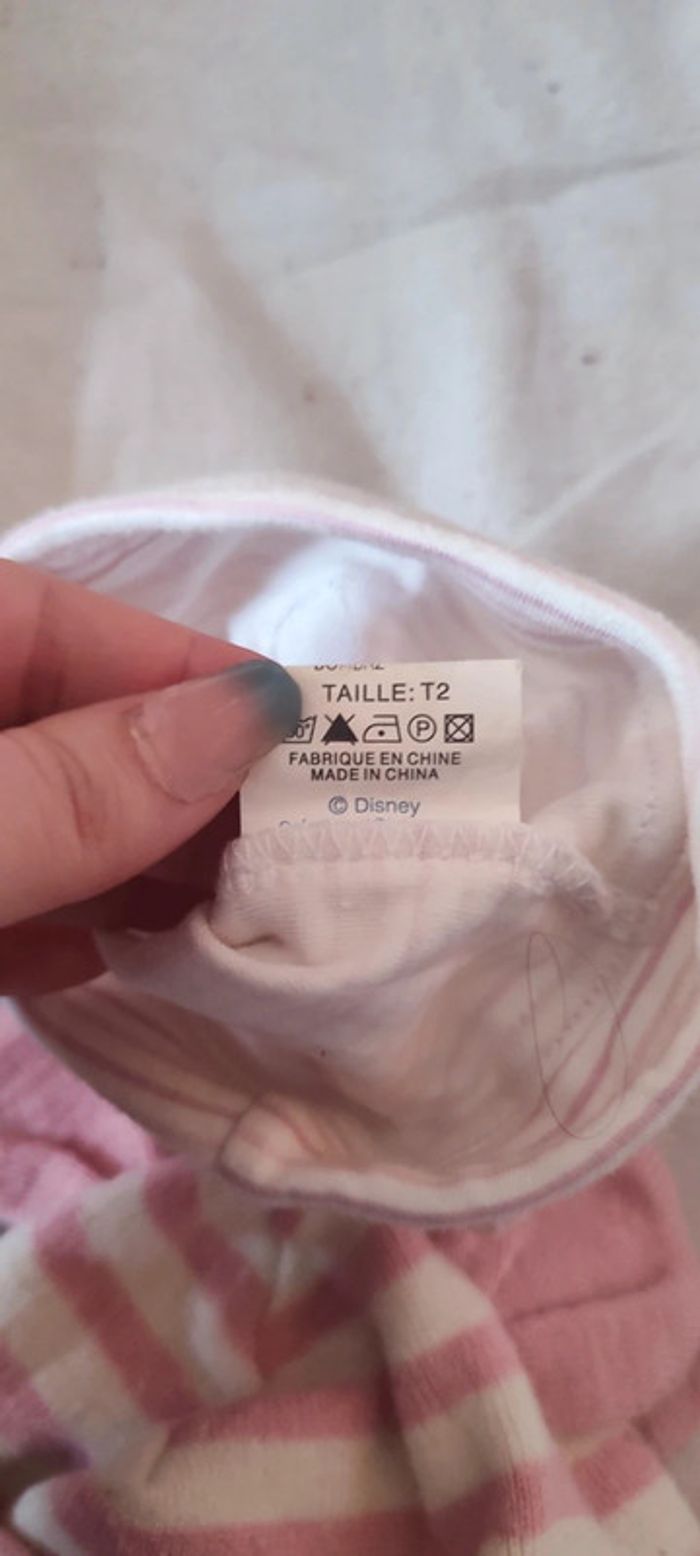 TAILLE: T2
P
FABRIQUE EN CHINE
MADE IN CHINA
© Disney